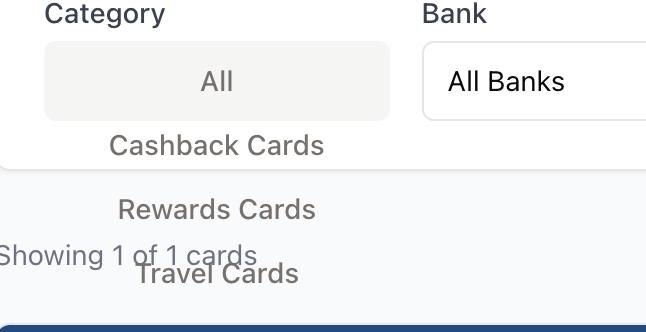 Category
Bank
All
All Banks
Cashback Cards
Rewards Cards
Showing 1 of 1 cards
Travel Cards